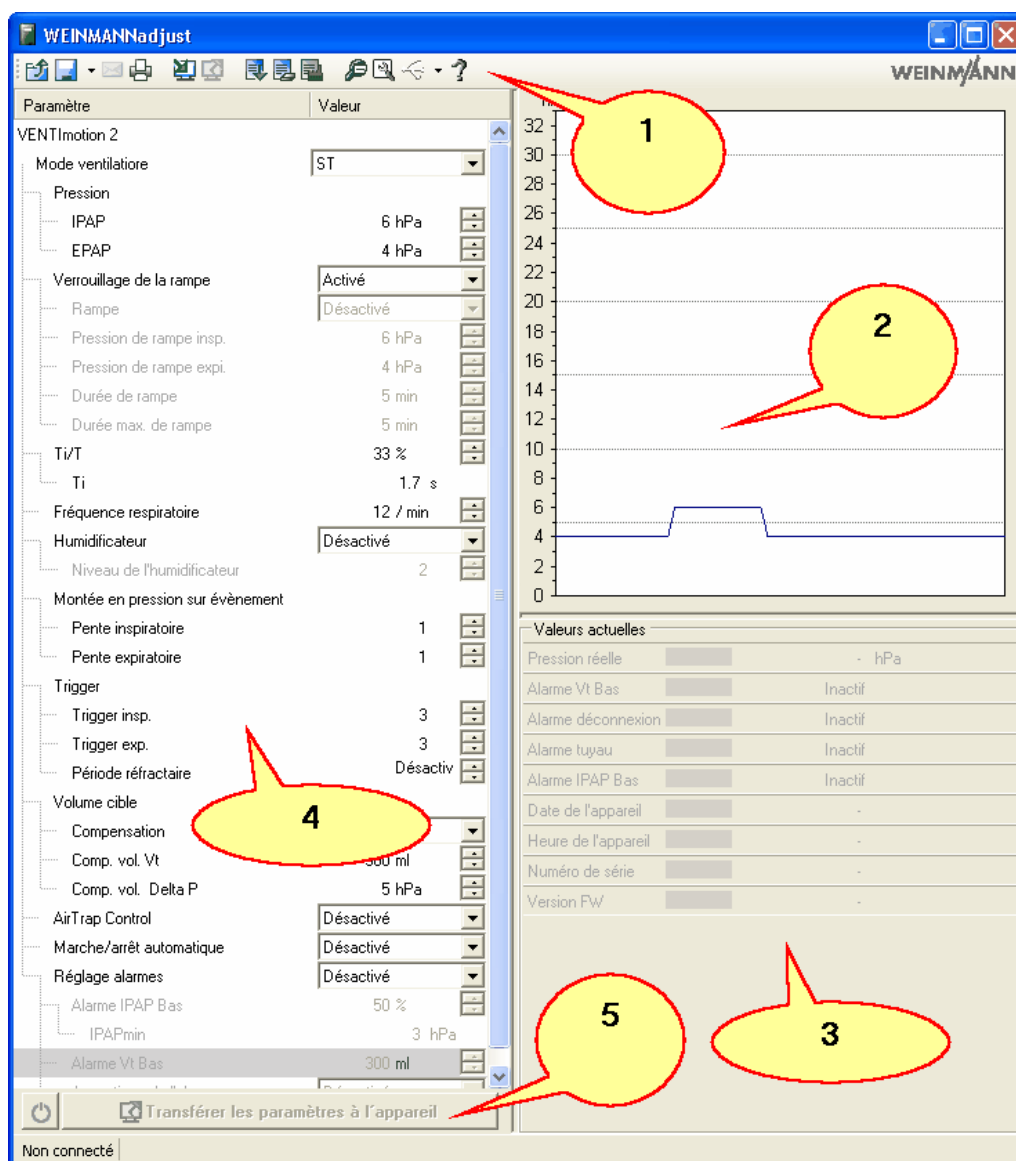 WEINMANNadjust
WEINMANN
Paramètre Valeur
VENTImotion 2
Mode ventilatiore ST
Pression
IPAP 6 hPa
EPAP 4 hPa
Verrouillage de la rampe Activé
Rampe Désactivé
Pression de rampe insp. 6 hPa
Pression de rampe expi. 4 hPa
Durée de rampe 5 min
Durée max. de rampe 5 min
Ti/T 33 %
Ti 1.7 s
Fréquence respiratoire 12 / min
Humidificateur Désactivé
Niveau de l'humidificateur 2
Montée en pression sur évènement
Pente inspiratoire 1
Pente expiratoire 1
Trigger
Trigger insp. 3
Trigger exp. 3
Période réfractaire Désactiv
Volume cible
Compensation
Comp. vol. Vt ml
Comp. vol. Delta P 5 hPa
AirTrap Control Désactivé
Marche/arrêt automatique Désactivé
Réglage alarmes Désactivé
Alarme IPAP Bas 50 %
IPAPmin 3 hPa
Alarme Vt Bas 300 ml
Transférer les paramètres à l´appareil
Non connecté
32
30
28
26
24
22
20
18
16
14
12
10
8
6
4
2
0
Valeurs actuelles
Pression réelle - hPa
Alarme Vt Bas Inactif
Alarme déconnexion Inactif
Alarme tuyau Inactif
Alarme IPAP Bas Inactif
Date de l'appareil -
Heure de l'appareil -
Numéro de série -
Version FW -
1
2
3
4
5